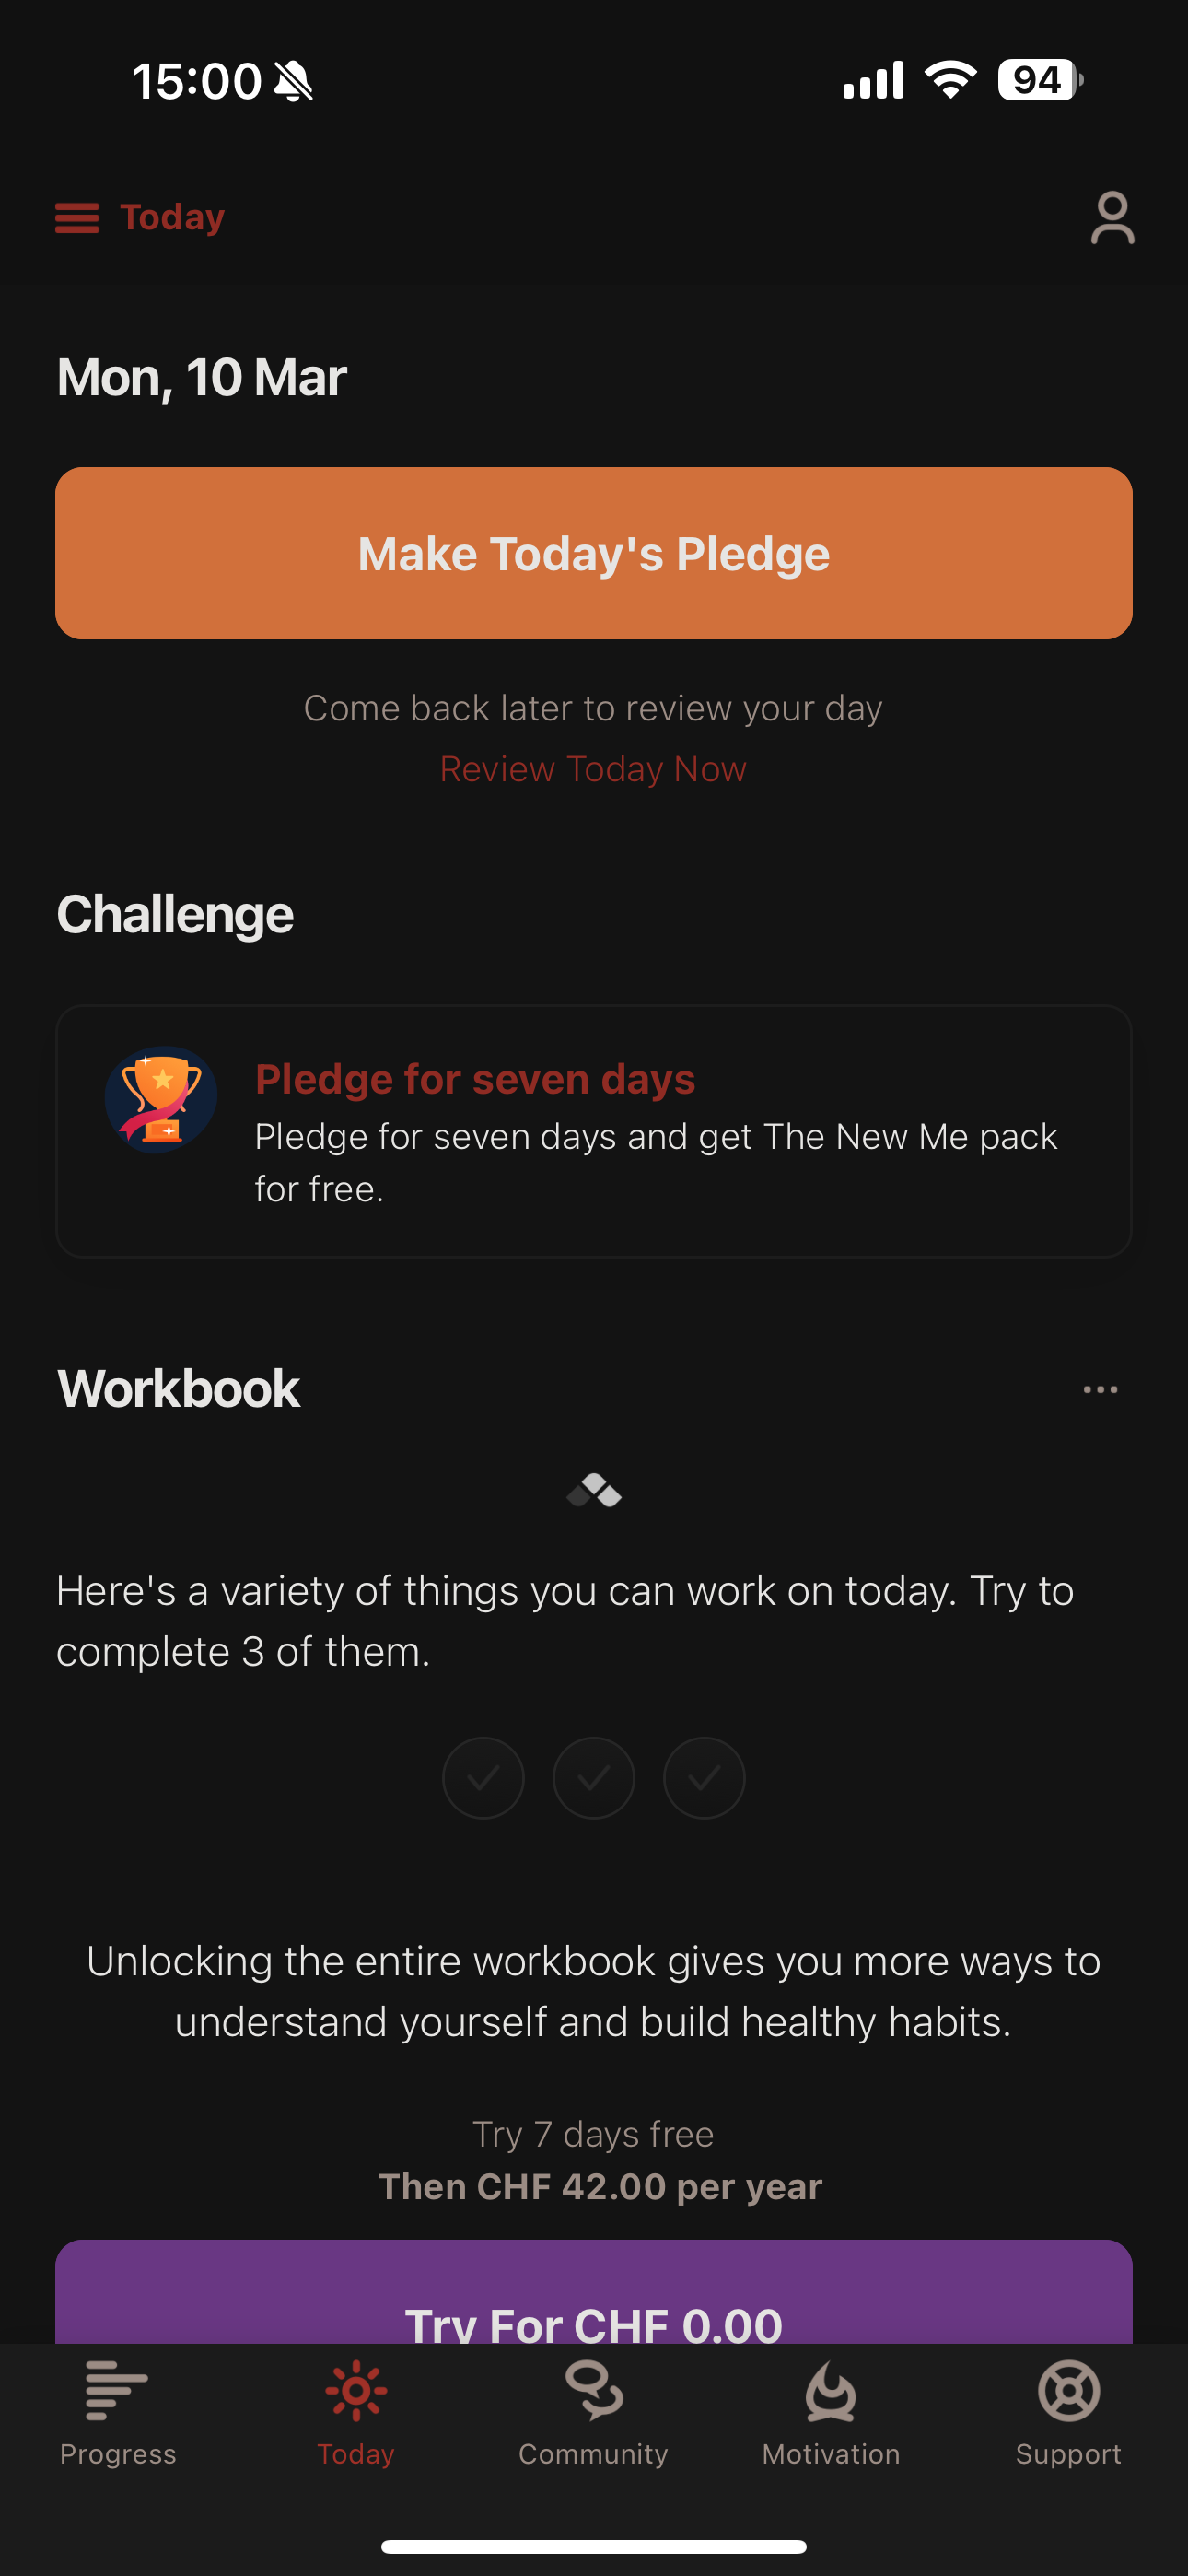 15:00
94
Today
Mon, 10 Mar
Make Today's Pledge
Come back later to review your day
Review Today Now
Challenge
Pledge for seven days
Pledge for seven days and get The New Me pack
for free.
Workbook
Here's a variety of things you can work on today. Try to
complete 3 of them.
Unlocking the entire workbook gives you more ways to
understand yourself and build healthy habits.
Try 7 days free
Then CHF 42.00 per year
Try For CHF 0.00
Progress
Today
Community
Motivation
Support